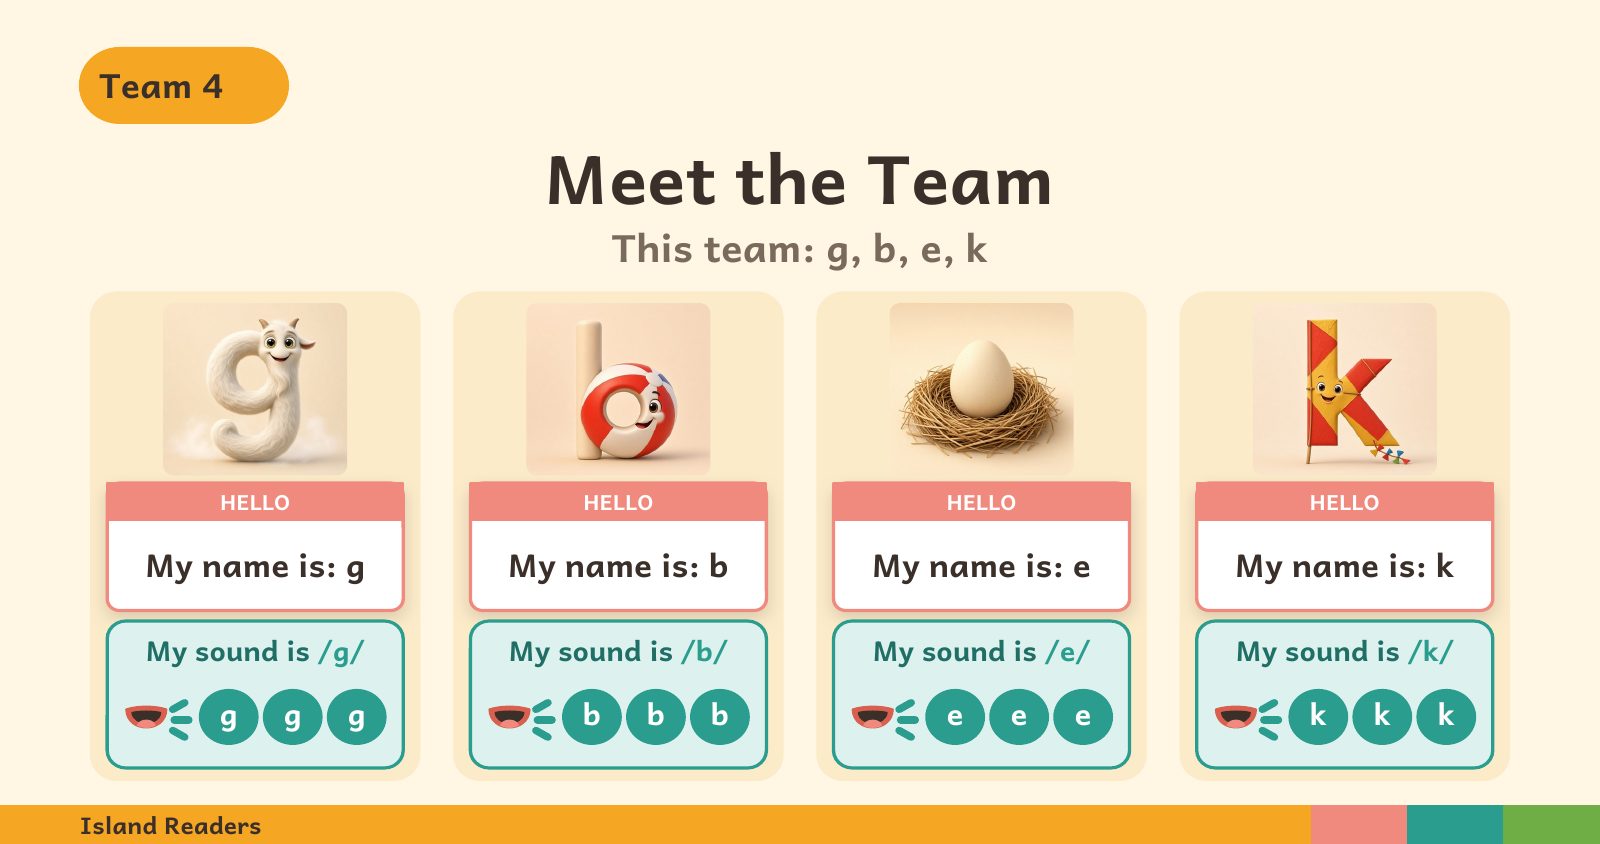 Team 4
Meet the Team
This team: g, b, e, k
HELLO
My name is: g
My sound is /g/
g g g
HELLO
My name is: b
My sound is /b/
b b b
HELLO
My name is: e
My sound is /e/
e e e
HELLO
My name is: k
My sound is /k/
k k k
Island Readers